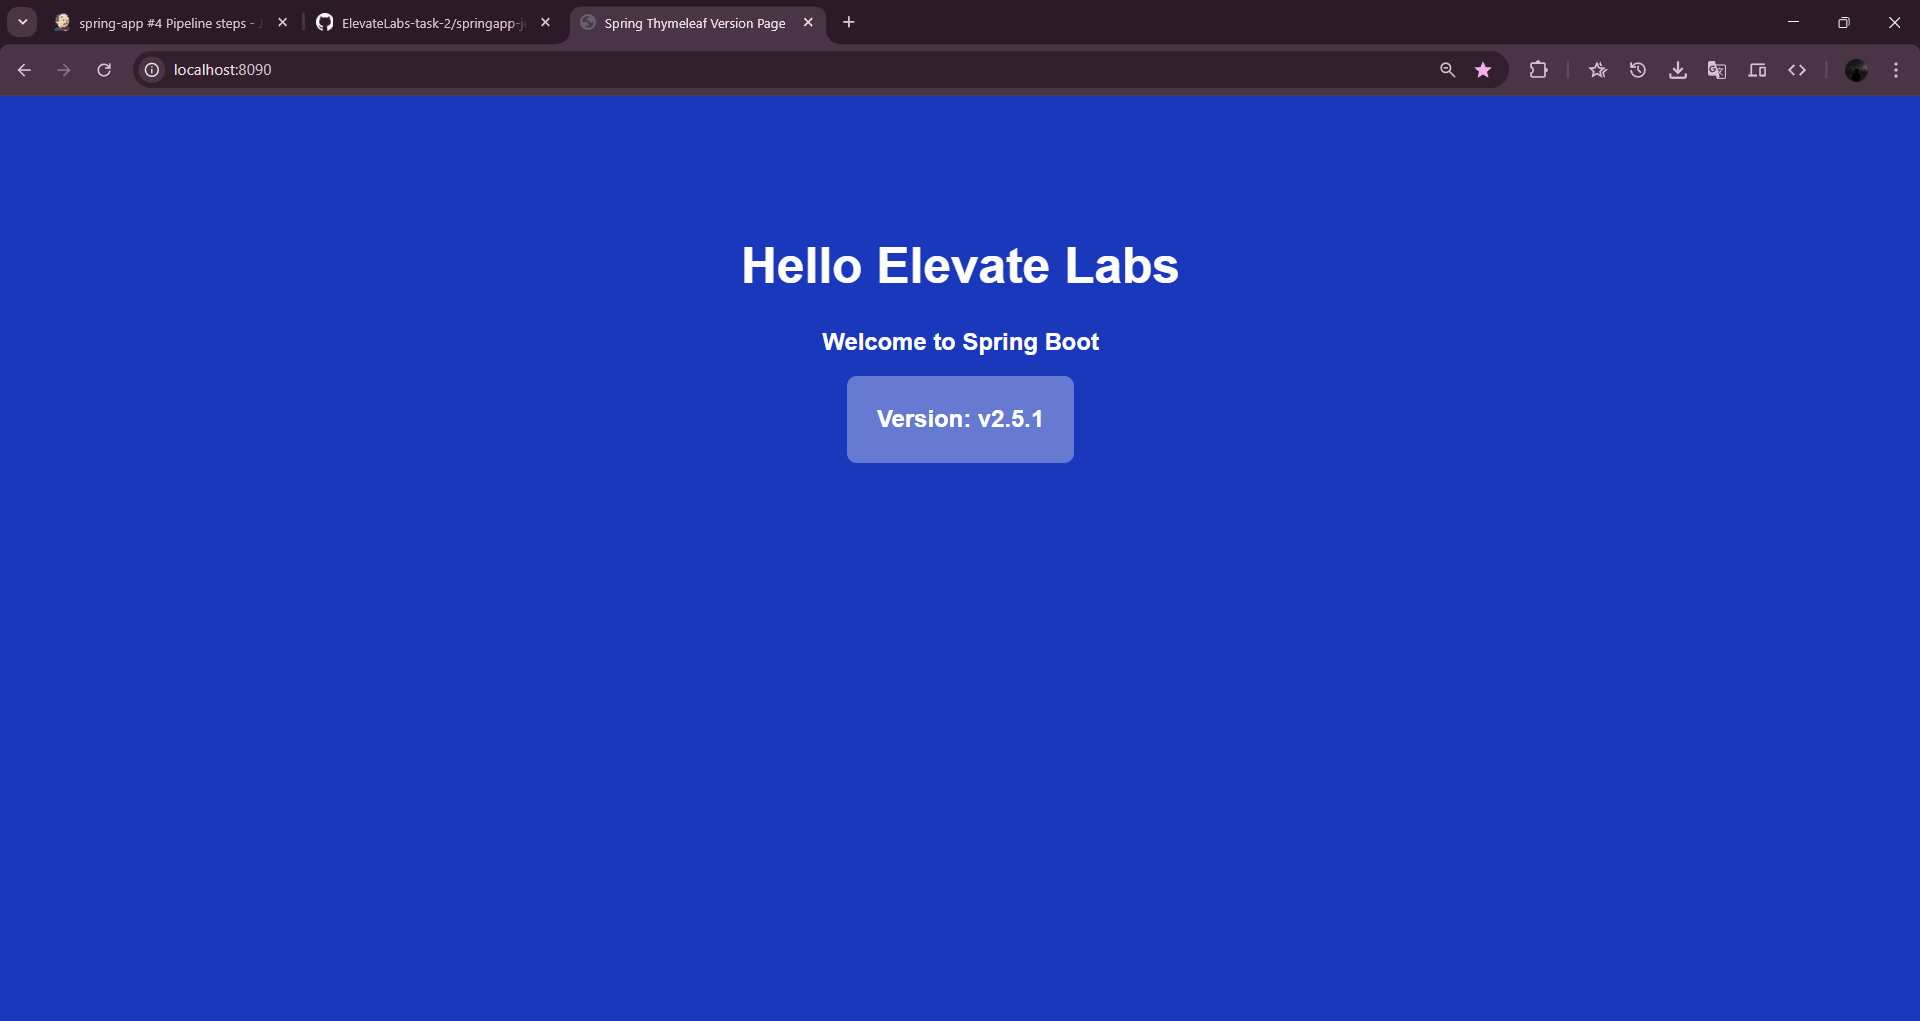 spring-app #4 Pipeline steps -
ElevateLabs-task-2/springapp-
Spring Thymeleaf Version Page
localhost:8090
Hello Elevate Labs
Welcome to Spring Boot
Version: v2.5.1